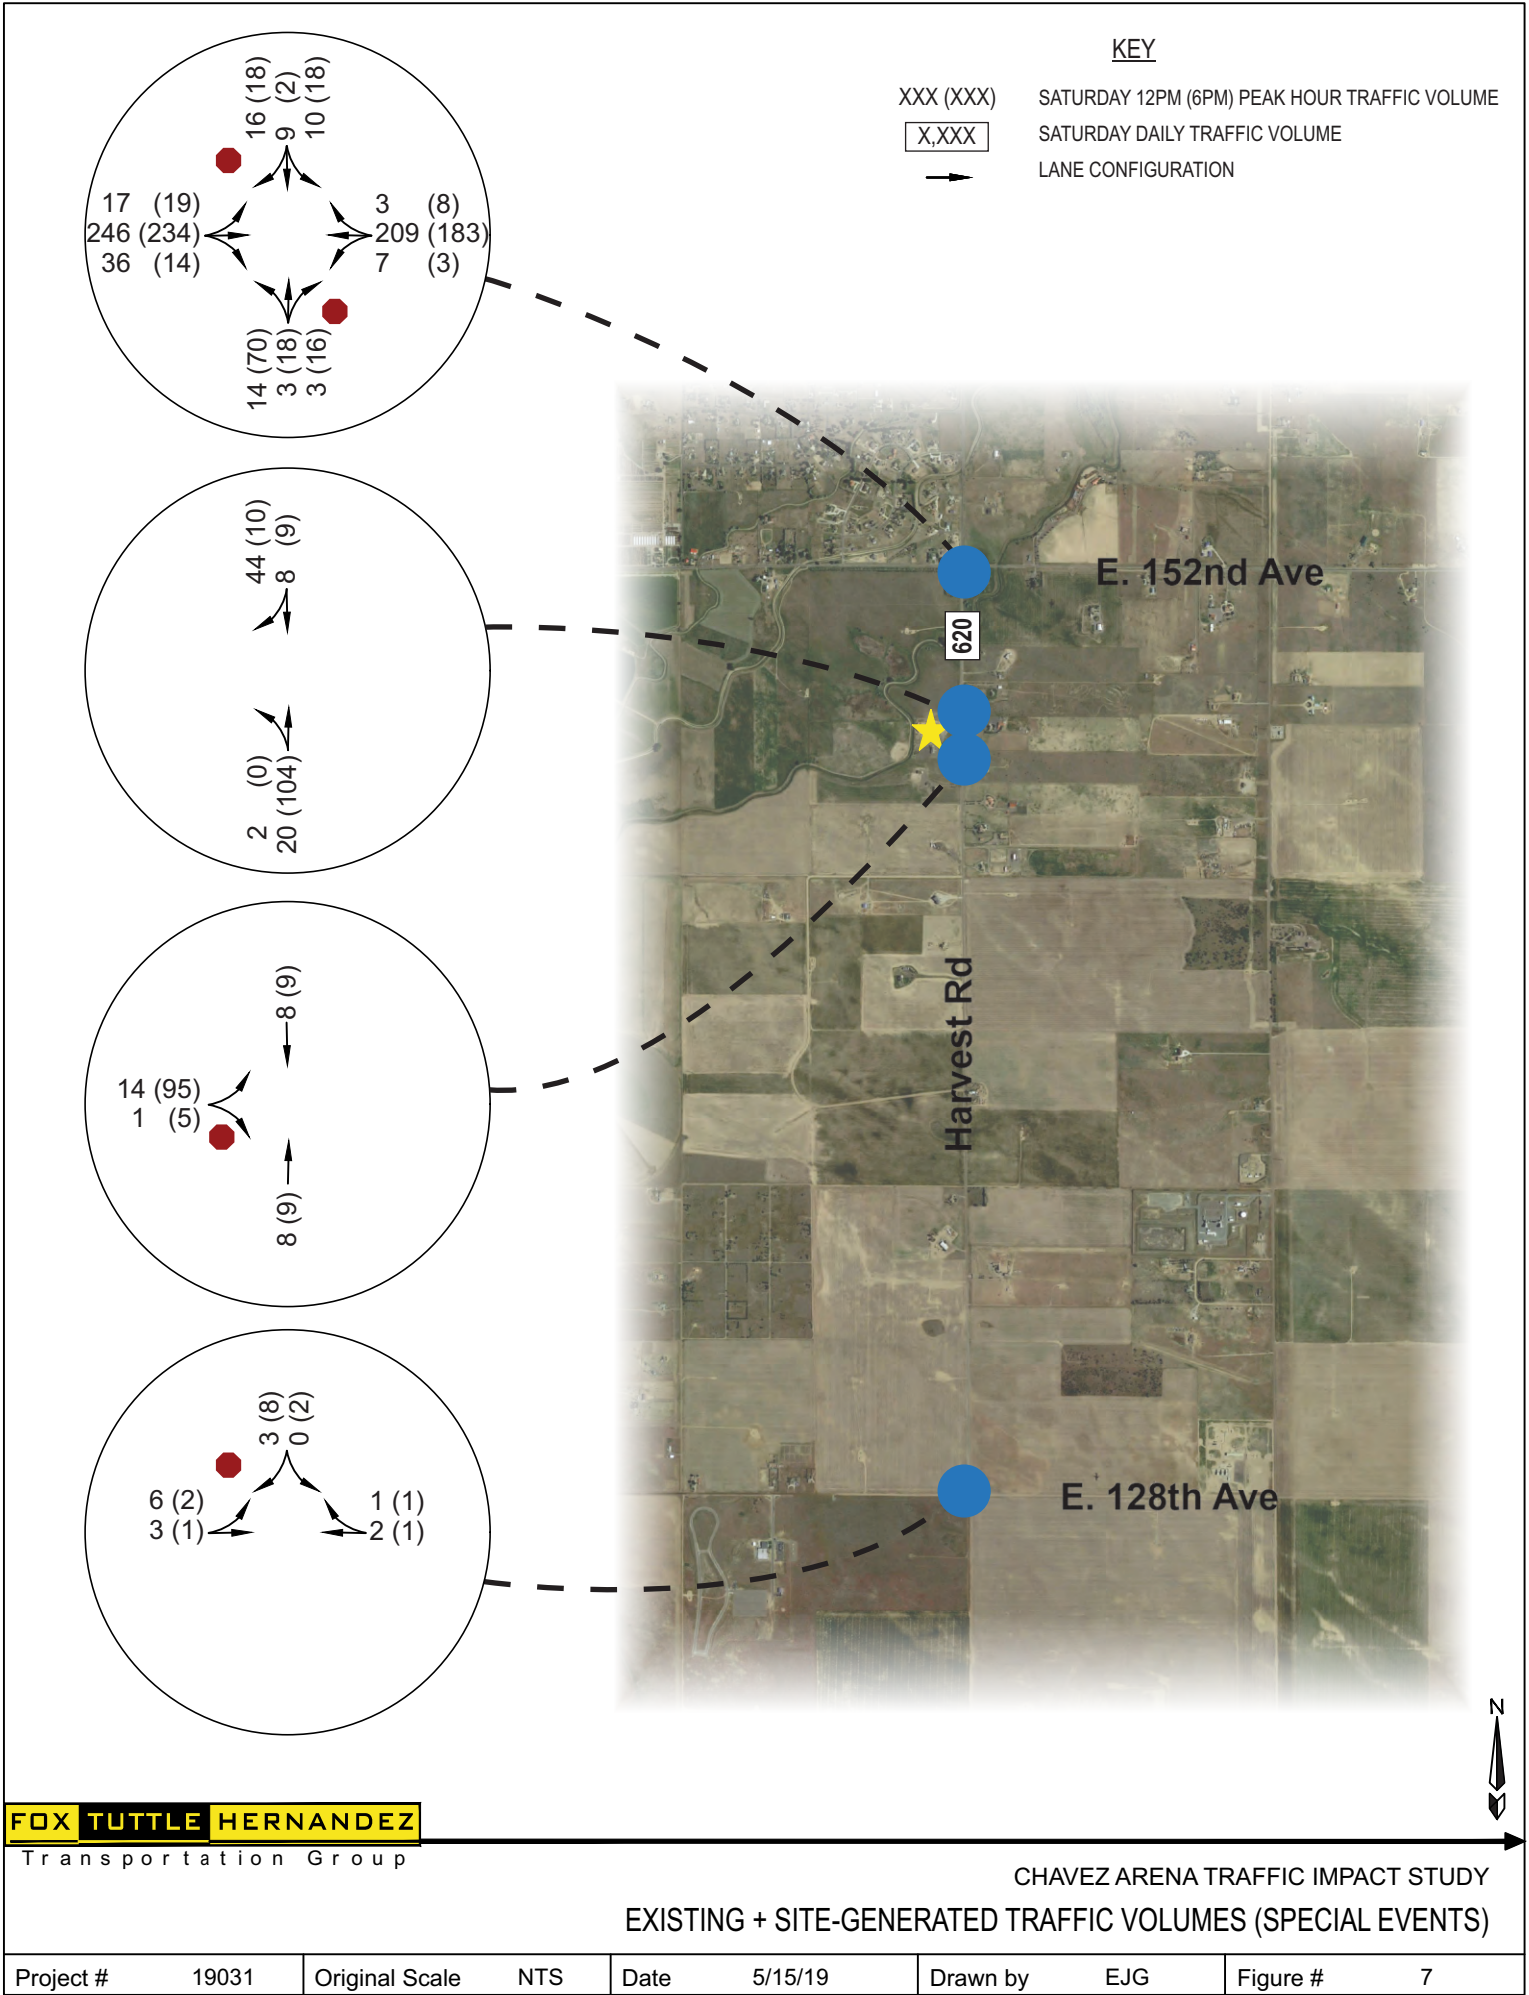 KEY
XXX (XXX) SATURDAY 12PM (6PM) PEAK HOUR TRAFFIC VOLUME
X,XXX SATURDAY DAILY TRAFFIC VOLUME
LANE CONFIGURATION
16 (18)
9 (2)
10 (18)
17 (19)
246 (234)
36 (14)
3 (8)
209 (183)
7 (3)
14 (70)
3 (18)
3 (16)
44 (10)
8 (9)
2 (0)
20 (104)
8 (9)
14 (95)
1 (5)
8 (9)
3 (8)
0 (2)
6 (2)
3 (1)
1 (1)
2 (1)
E. 152nd Ave
620
Harvest Rd
E. 128th Ave
N
FOX TUTTLE HERNANDEZ
Transportation Group
CHAVEZ ARENA TRAFFIC IMPACT STUDY
EXISTING + SITE-GENERATED TRAFFIC VOLUMES (SPECIAL EVENTS)
Project # 19031 Original Scale NTS Date 5/15/19 Drawn by EJG Figure # 7